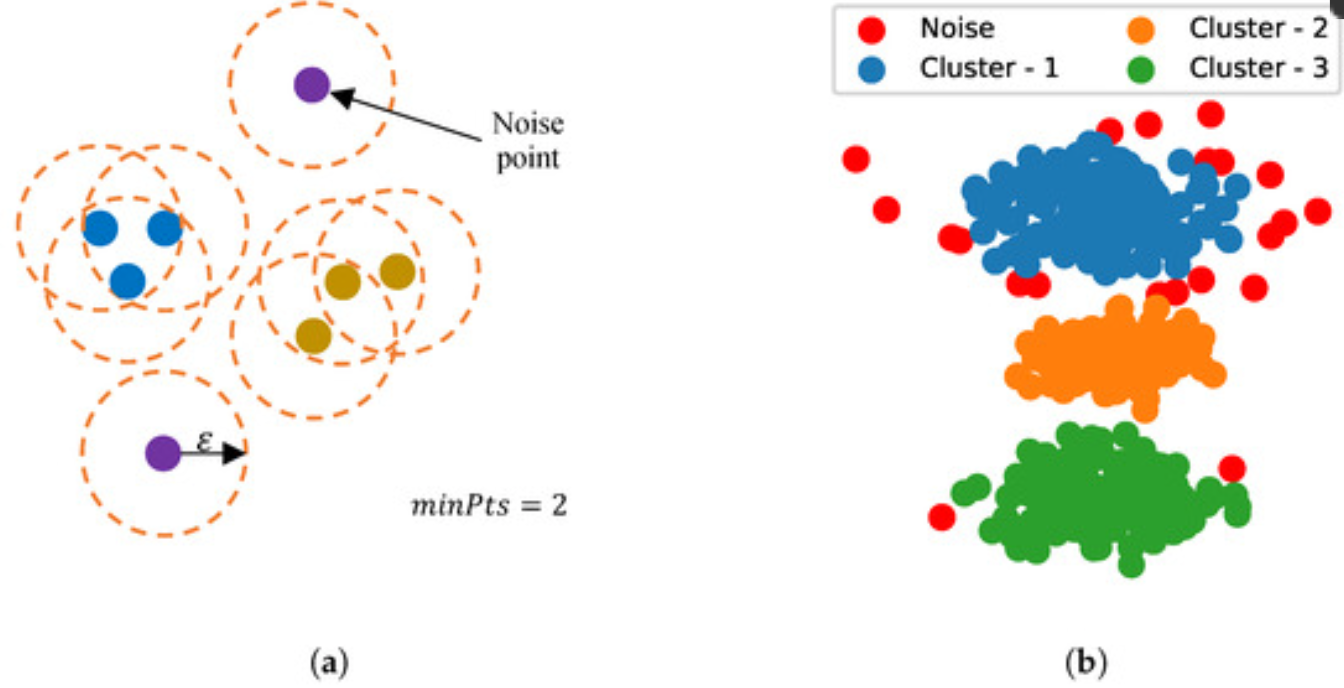 Noise
point
ε
minPts = 2
(a)
Noise
Cluster - 1
Cluster - 2
Cluster - 3
(b)